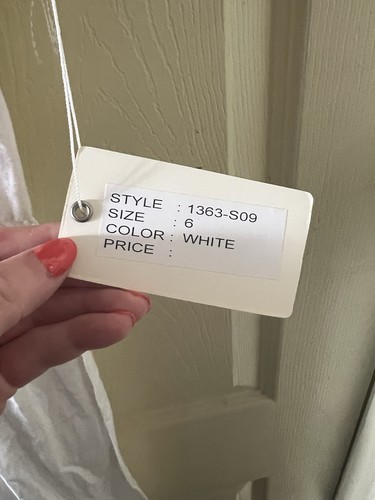 STYLE : 1363-S09
SIZE : 6
COLOR : WHITE
PRICE :